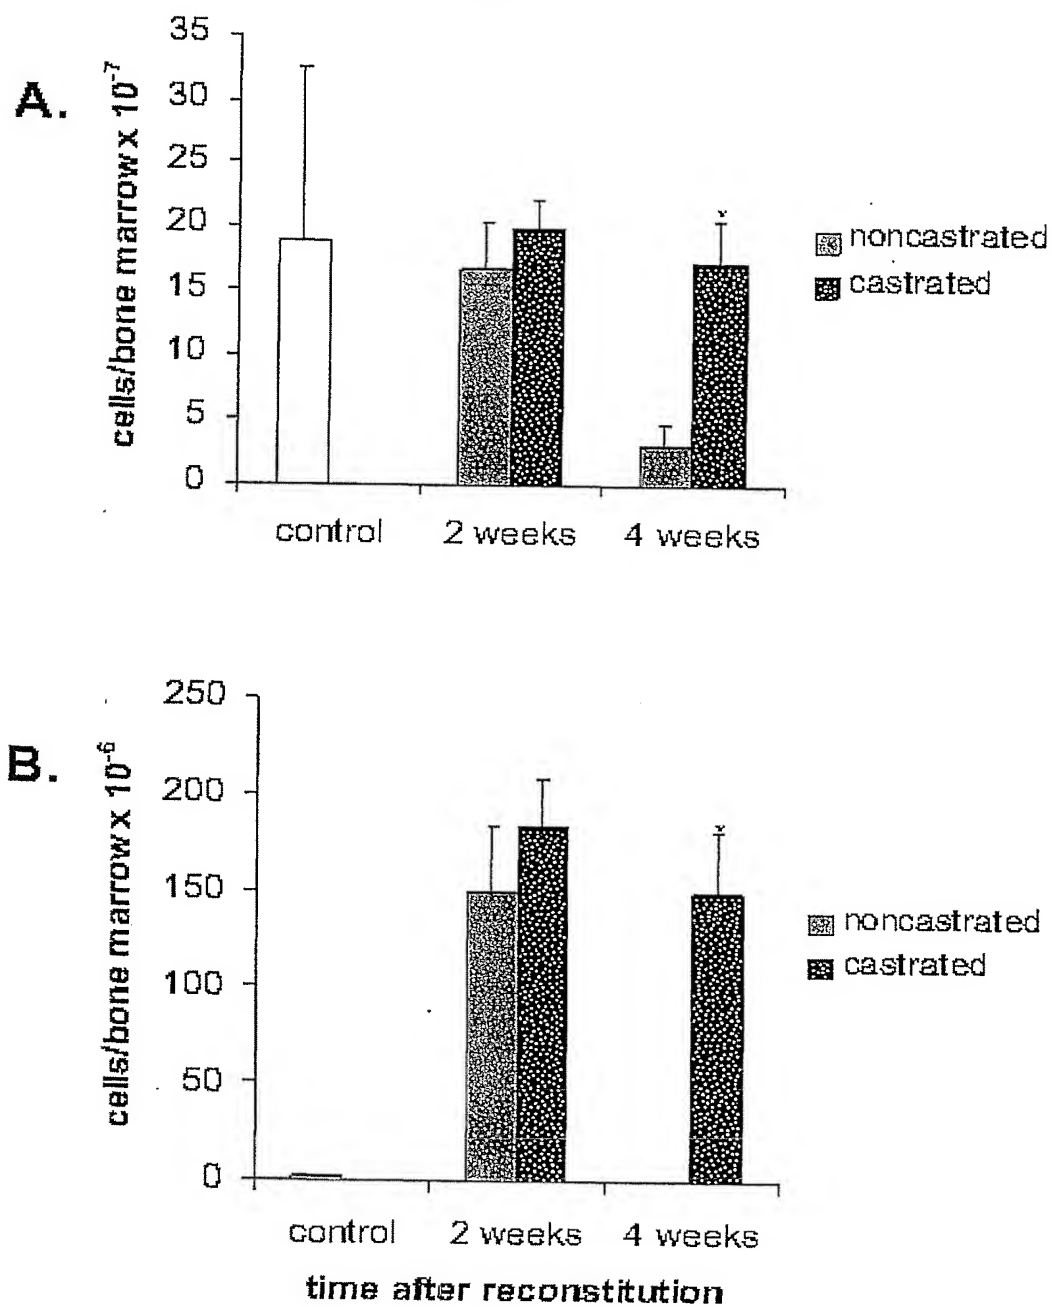 A.
cells/bone marrow x 10⁻⁷
35
30
25
20
15
10
5
0
*
control
2 weeks
4 weeks
noncastrated
castrated
B.
cells/bone marrow x 10⁻⁶
250
200
150
100
50
0
*
control
2 weeks
4 weeks
noncastrated
castrated
time after reconstitution